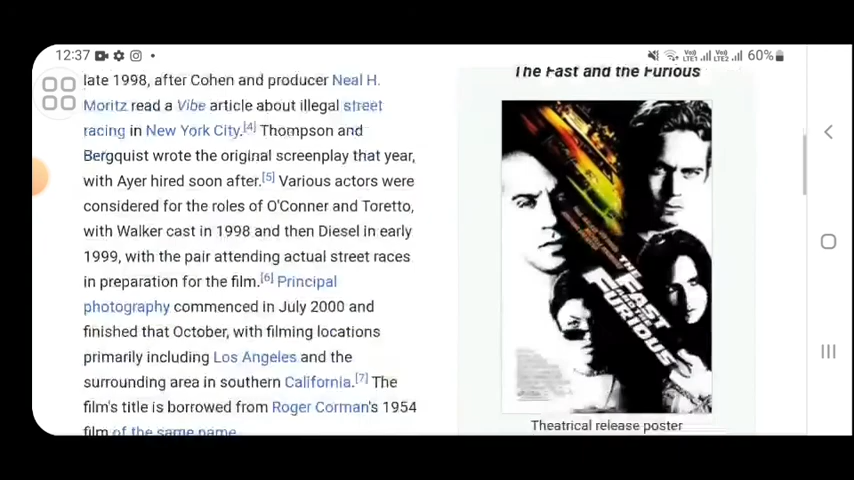 12:37
Vo)) LTE1 Vo)) LTE2 60%
late 1998, after Cohen and producer Neal H.
Moritz read a Vibe article about illegal street
racing in New York City.[4] Thompson and
Bergquist wrote the original screenplay that year,
with Ayer hired soon after.[5] Various actors were
considered for the roles of O'Conner and Toretto,
with Walker cast in 1998 and then Diesel in early
1999, with the pair attending actual street races
in preparation for the film.[6] Principal
photography commenced in July 2000 and
finished that October, with filming locations
primarily including Los Angeles and the
surrounding area in southern California.[7] The
film's title is borrowed from Roger Corman's 1954
film of the same name.
The Fast and the Furious
THE
FAST
AND THE
FURIOUS
Theatrical release poster